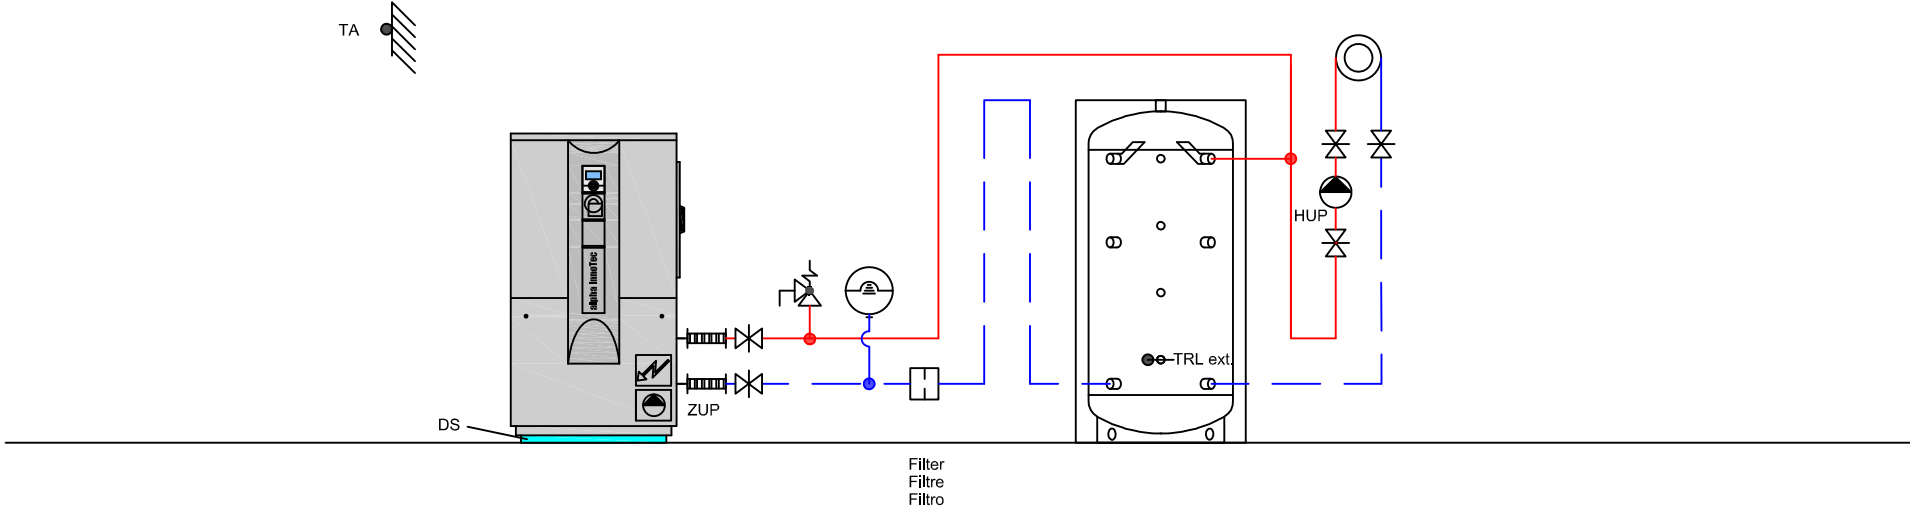 TA
alpha InnoTec
HUP
TRL ext.
ZUP
DS
Filter
Filtre
Filtro